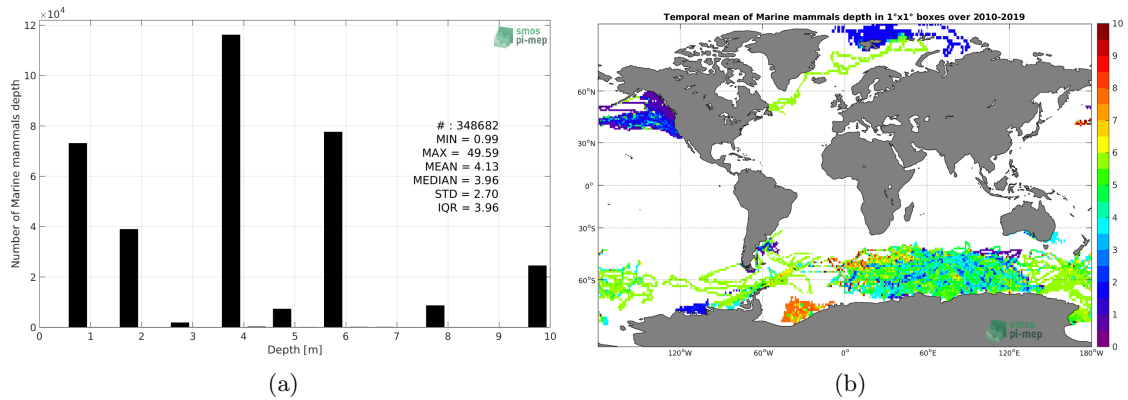 ×10⁴
12
10
8
6
4
2
0
Number of Marine mammals depth
0 1 2 3 4 5 6 7 8 9 10
Depth [m]
smos
pi-mep
# : 348682
MIN = 0.99
MAX = 49.59
MEAN = 4.13
MEDIAN = 3.96
STD = 2.70
IQR = 3.96
(a)
Temporal mean of Marine mammals depth in 1°x1° boxes over 2010-2019
60°N
30°N
0°
30°S
60°S
120°W 60°W 0° 60°E 120°E 180°W
smos
pi-mep
10
9
8
7
6
5
4
3
2
1
0
(b)